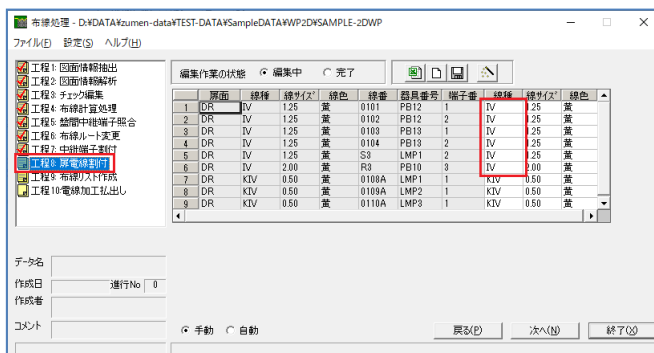 布線処理 - D:¥DATA¥zumen-data¥TEST-DATA¥SampleDATA¥WP2D¥SAMPLE-2DWP
ファイル(F) 設定(S) ヘルプ(H)
工程1: 図面情報抽出
工程2: 図面情報解析
工程3: チェック編集
工程4: 布線計算処理
工程5: 盤間中継端子照合
工程6: 布線ルート変更
工程7: 中継端子割付
工程8: 扉電線割付
工程9: 布線リスト作成
工程10:電線加工払出し
編集作業の状態 編集中 完了
扉面 線種 線サイズ 線色 線番 器具番号 端子番 線種 線サイズ 線色
1 DR IV 1.25 黄 0101 PB12 1 IV 1.25 黄
2 DR IV 1.25 黄 0102 PB12 2 IV 1.25 黄
3 DR IV 1.25 黄 0103 PB13 1 IV 1.25 黄
4 DR IV 1.25 黄 0104 PB13 2 IV 1.25 黄
5 DR IV 1.25 黄 S3 LMP1 2 IV 1.25 黄
6 DR IV 2.00 黄 R3 PB10 3 IV 2.00 黄
7 DR KIV 0.50 黄 0108A LMP1 1 KIV 0.50 黄
8 DR KIV 0.50 黄 0109A LMP2 1 KIV 0.50 黄
9 DR KIV 0.50 黄 0110A LMP3 1 KIV 0.50 黄
データ名
作成日 進行No 0
作成者
コメント
手動 自動 戻る(P) 次へ(N) 終了(X)